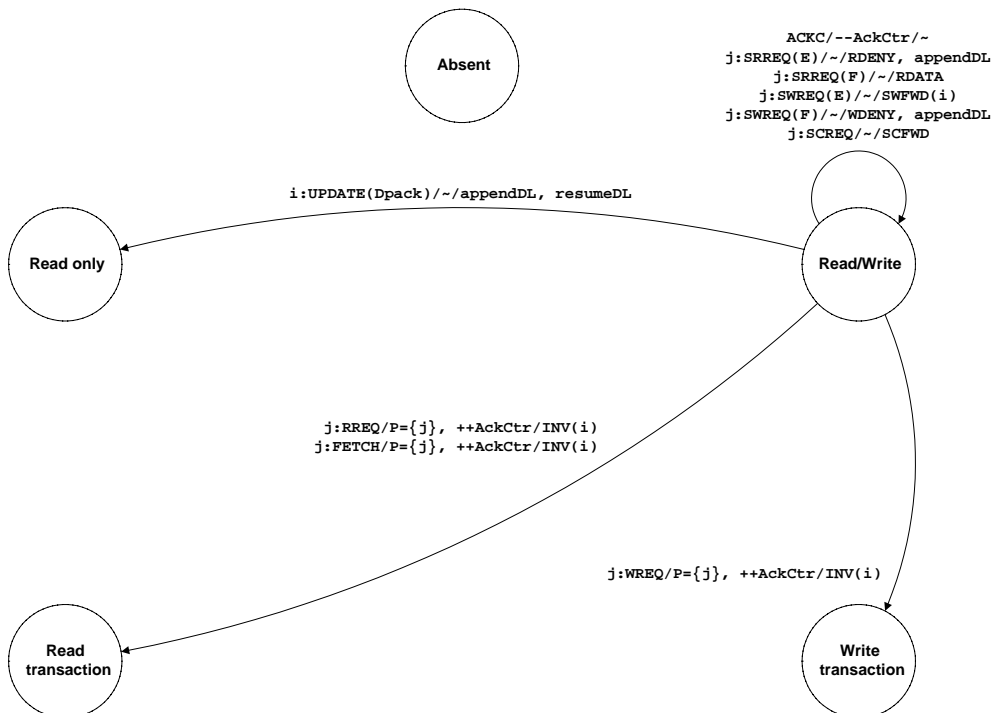 Absent
ACKC/--AckCtr/~
j:SRREQ(E)/~/RDENY, appendDL
j:SRREQ(F)/~/RDATA
j:SWREQ(E)/~/SWFWD(i)
j:SWREQ(F)/~/WDENY, appendDL
j:SCREQ/~/SCFWD
i:UPDATE(Dpack)/~/appendDL, resumeDL
Read only
Read/Write
j:RREQ/P={j}, ++AckCtr/INV(i)
j:FETCH/P={j}, ++AckCtr/INV(i)
j:WREQ/P={j}, ++AckCtr/INV(i)
Read
transaction
Write
transaction